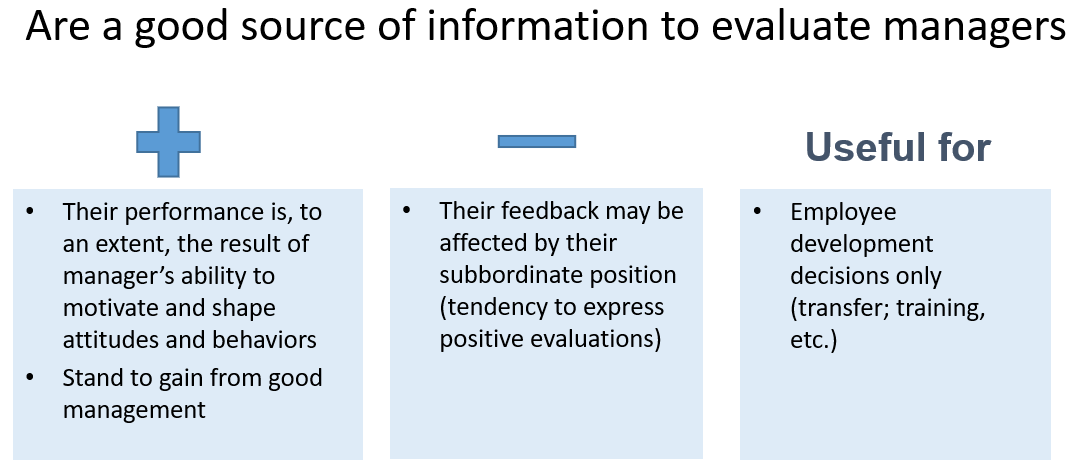 Are a good source of information to evaluate managers
Useful for
• Their performance is, to
an extent, the result of
manager’s ability to
motivate and shape
attitudes and behaviors
• Stand to gain from good
management
• Their feedback may be
affected by their
subbordinate position
(tendency to express
positive evaluations)
• Employee
development
decisions only
(transfer; training,
etc.)